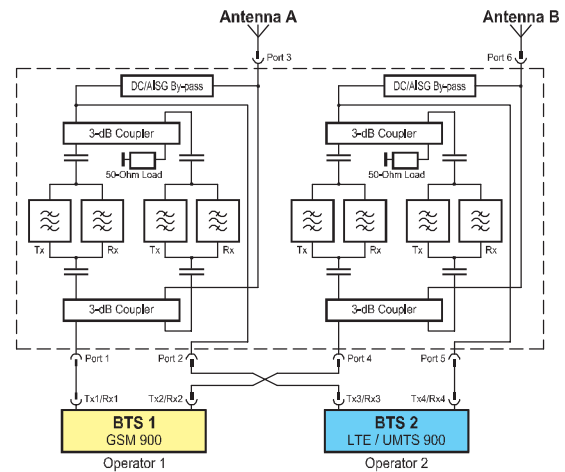 Antenna A
Antenna B
Port 3
Port 6
DC/AISG By-pass
DC/AISG By-pass
3-dB Coupler
3-dB Coupler
50-Ohm Load
50-Ohm Load
Tx
Rx
Tx
Rx
Tx
Rx
Tx
Rx
3-dB Coupler
3-dB Coupler
Port 1
Port 2
Port 4
Port 5
Tx1/Rx1
Tx2/Rx2
Tx3/Rx3
Tx4/Rx4
BTS 1
GSM 900
BTS 2
LTE / UMTS 900
Operator 1
Operator 2